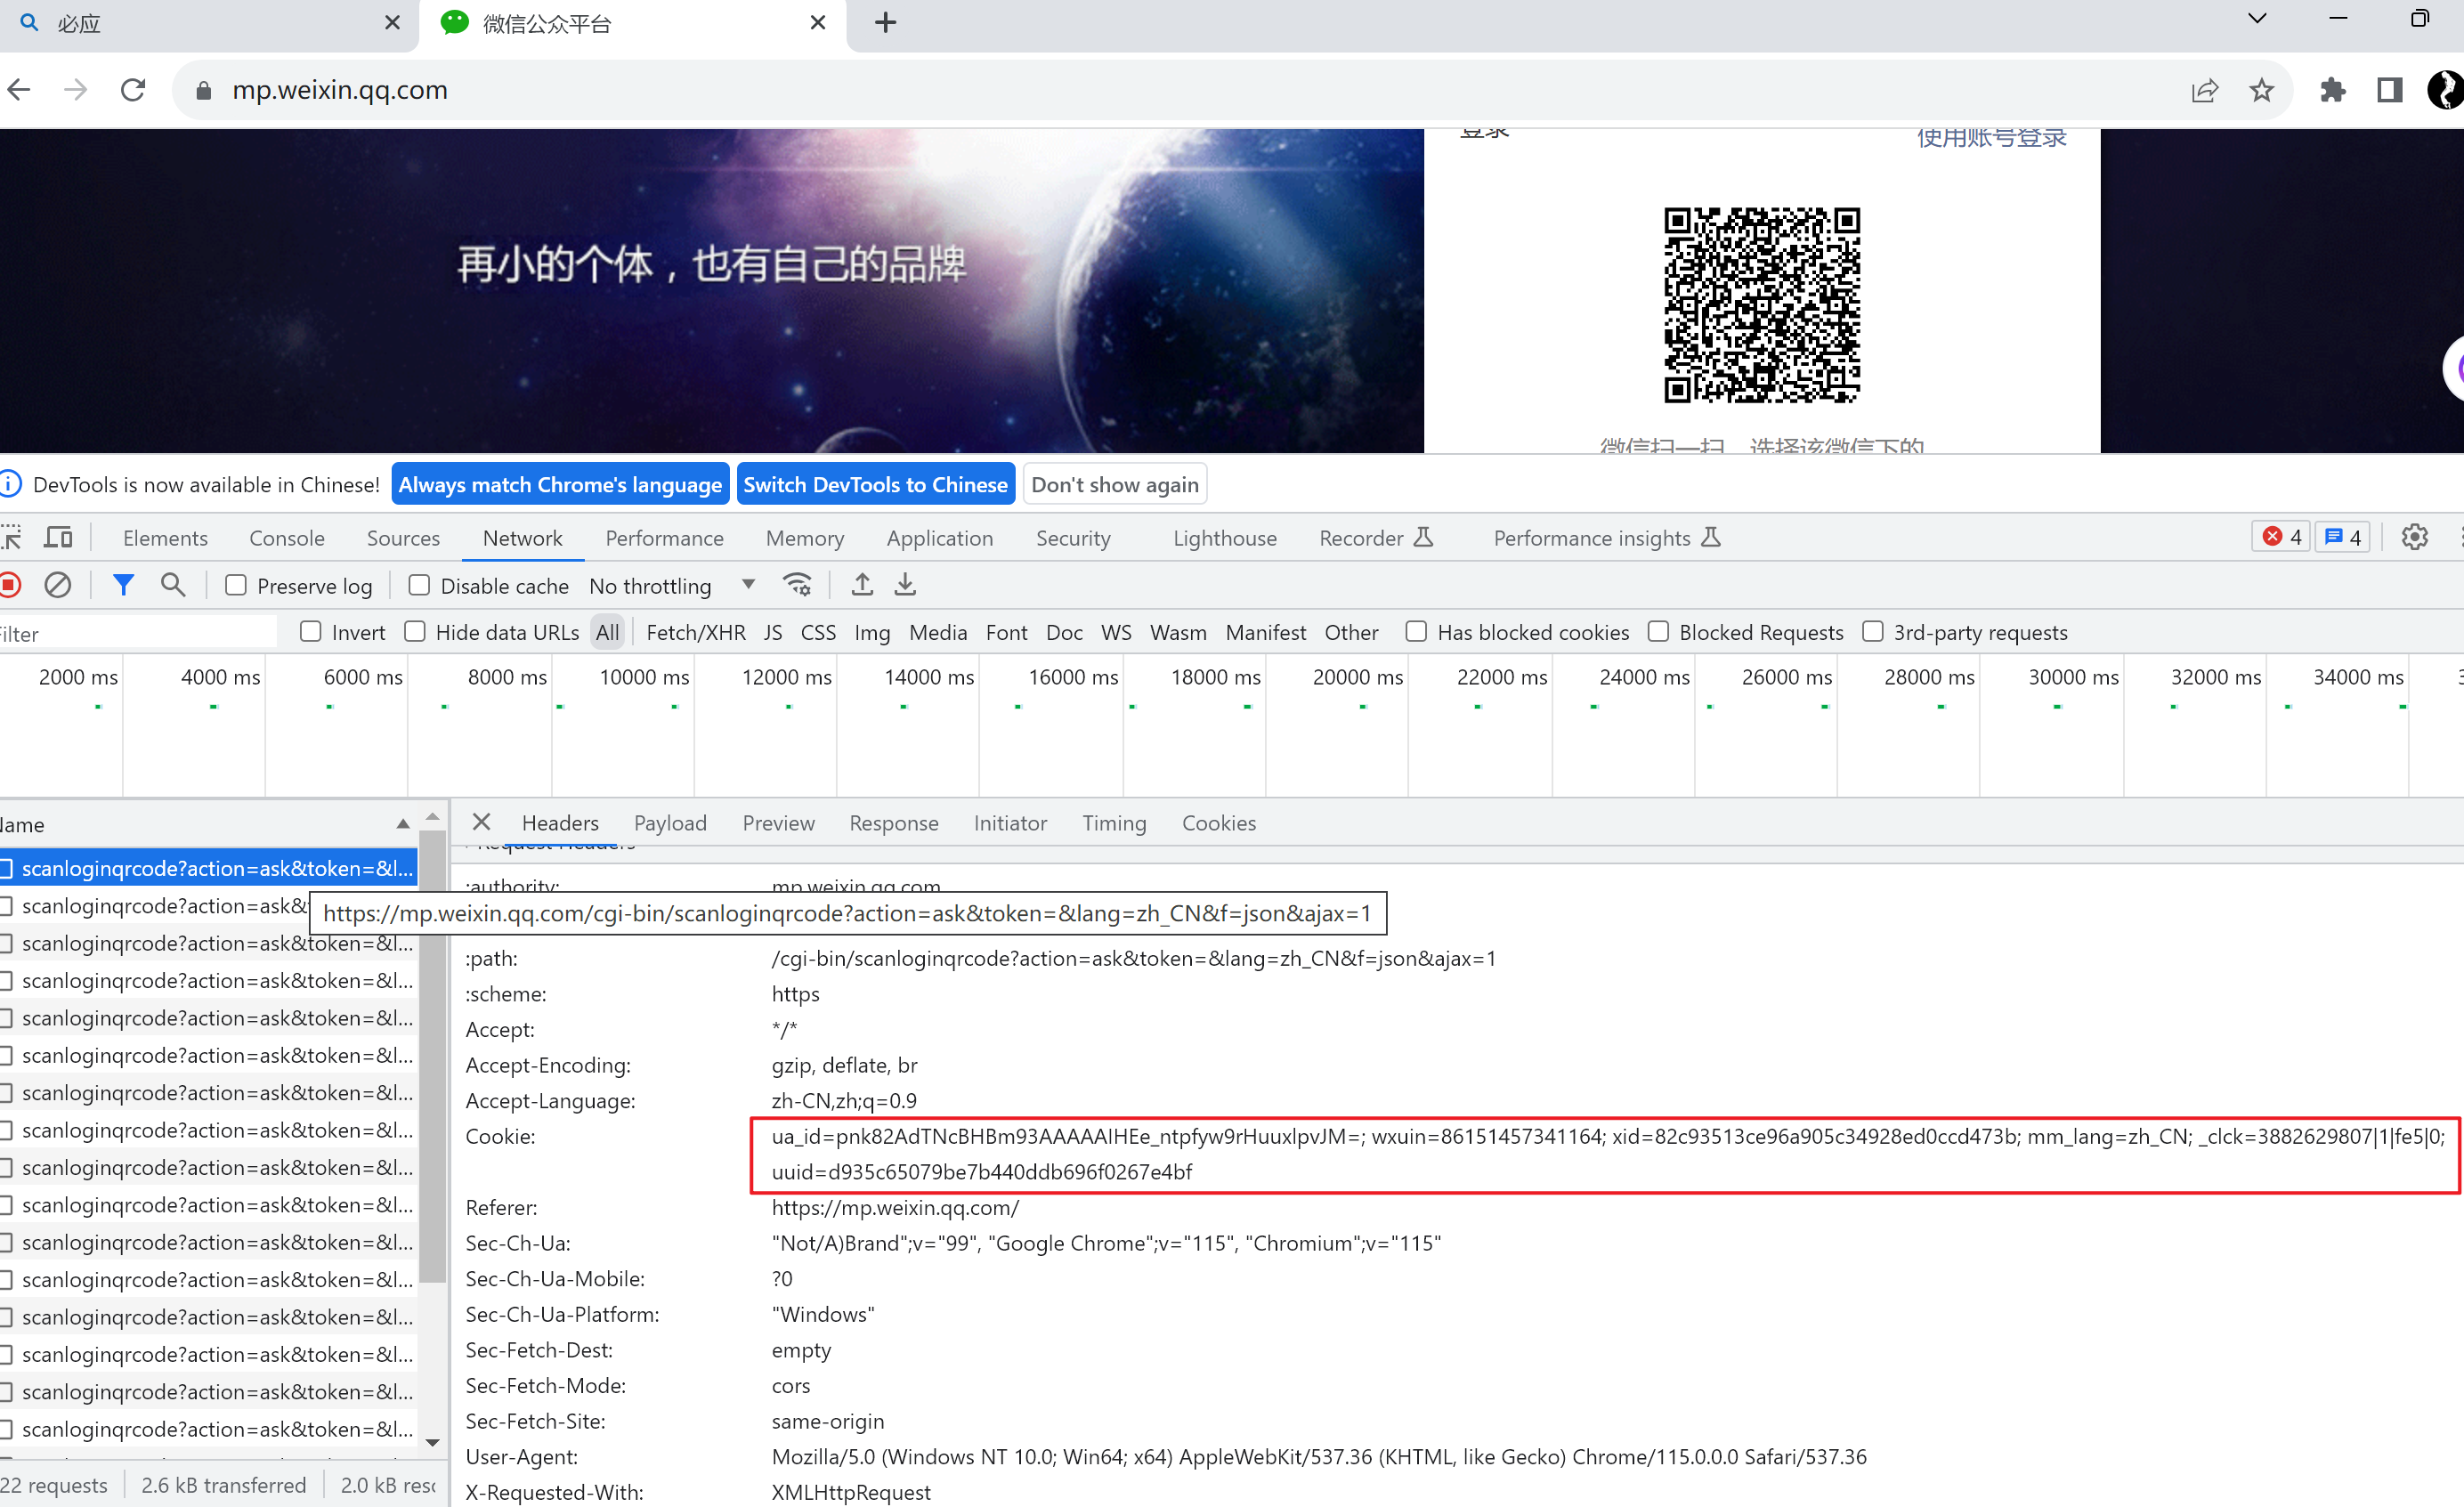 必应
微信公众平台
mp.weixin.qq.com
登录
使用账号登录
再小的个体，也有自己的品牌
微信扫一扫，选择该微信下的
DevTools is now available in Chinese!
Always match Chrome's language
Switch DevTools to Chinese
Don't show again
Elements Console Sources Network Performance Memory Application Security Lighthouse Recorder Performance insights 4 4
Preserve log Disable cache No throttling
Filter Invert Hide data URLs All Fetch/XHR JS CSS Img Media Font Doc WS Wasm Manifest Other Has blocked cookies Blocked Requests 3rd-party requests
2000 ms 4000 ms 6000 ms 8000 ms 10000 ms 12000 ms 14000 ms 16000 ms 18000 ms 20000 ms 22000 ms 24000 ms 26000 ms 28000 ms 30000 ms 32000 ms 34000 ms
Name
scanloginqrcode?action=ask&token=&l...
scanloginqrcode?action=ask&
scanloginqrcode?action=ask&token=&l...
scanloginqrcode?action=ask&token=&l...
scanloginqrcode?action=ask&token=&l...
scanloginqrcode?action=ask&token=&l...
scanloginqrcode?action=ask&token=&l...
scanloginqrcode?action=ask&token=&l...
scanloginqrcode?action=ask&token=&l...
scanloginqrcode?action=ask&token=&l...
scanloginqrcode?action=ask&token=&l...
scanloginqrcode?action=ask&token=&l...
scanloginqrcode?action=ask&token=&l...
scanloginqrcode?action=ask&token=&l...
scanloginqrcode?action=ask&token=&l...
scanloginqrcode?action=ask&token=&l...
22 requests 2.6 kB transferred 2.0 kB resc
Headers Payload Preview Response Initiator Timing Cookies
Request Headers
:authority: mp.weixin.qq.com
https://mp.weixin.qq.com/cgi-bin/scanloginqrcode?action=ask&token=&lang=zh_CN&f=json&ajax=1
:path: /cgi-bin/scanloginqrcode?action=ask&token=&lang=zh_CN&f=json&ajax=1
:scheme: https
Accept: */*
Accept-Encoding: gzip, deflate, br
Accept-Language: zh-CN,zh;q=0.9
Cookie: ua_id=pnk82AdTNcBHBm93AAAAAIHEe_ntpfyw9rHuuxlpvJM=; wxuin=86151457341164; xid=82c93513ce96a905c34928ed0ccd473b; mm_lang=zh_CN; _clck=3882629807|1|fe5|0;
uuid=d935c65079be7b440ddb696f0267e4bf
Referer: https://mp.weixin.qq.com/
Sec-Ch-Ua: "Not/A)Brand";v="99", "Google Chrome";v="115", "Chromium";v="115"
Sec-Ch-Ua-Mobile: ?0
Sec-Ch-Ua-Platform: "Windows"
Sec-Fetch-Dest: empty
Sec-Fetch-Mode: cors
Sec-Fetch-Site: same-origin
User-Agent: Mozilla/5.0 (Windows NT 10.0; Win64; x64) AppleWebKit/537.36 (KHTML, like Gecko) Chrome/115.0.0.0 Safari/537.36
X-Requested-With: XMLHttpRequest